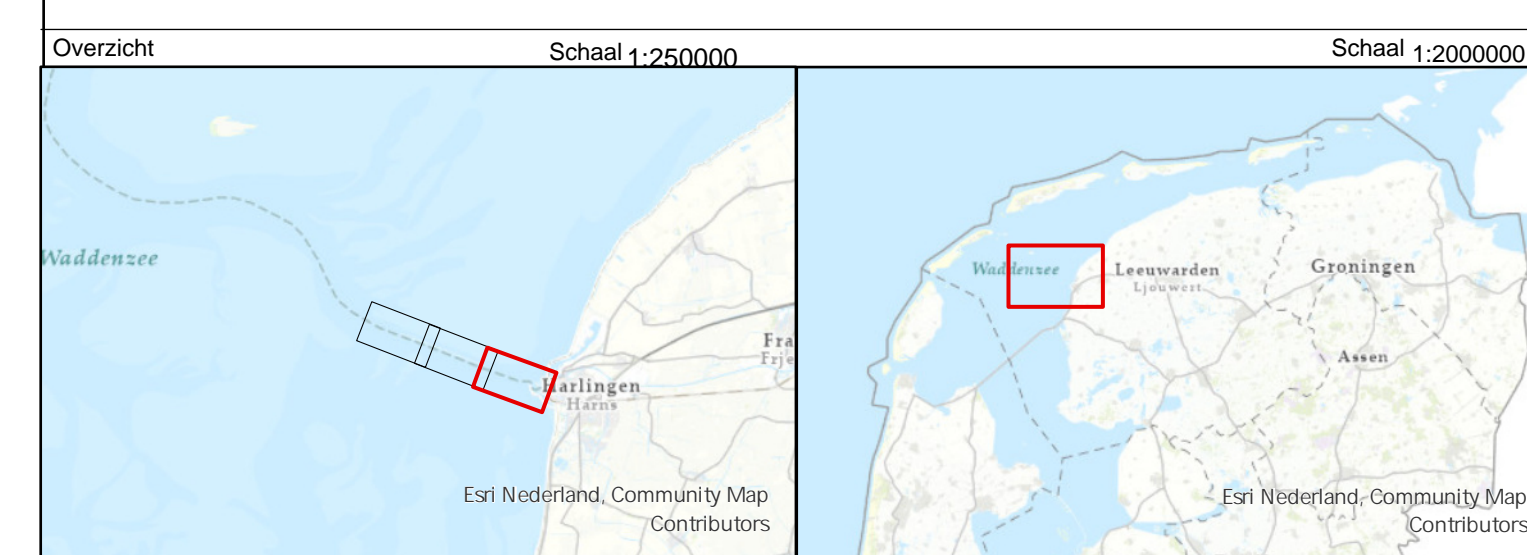 Overzicht
Schaal 1:250000
Schaal 1:2000000
Waddenzee
Harlingen
Harns
Fra
Frje
Esri Nederland, Community Map
Contributors
Waddenzee
Leeuwarden
Ljouwert
Groningen
Assen
Esri Nederland, Community Map
Contributors